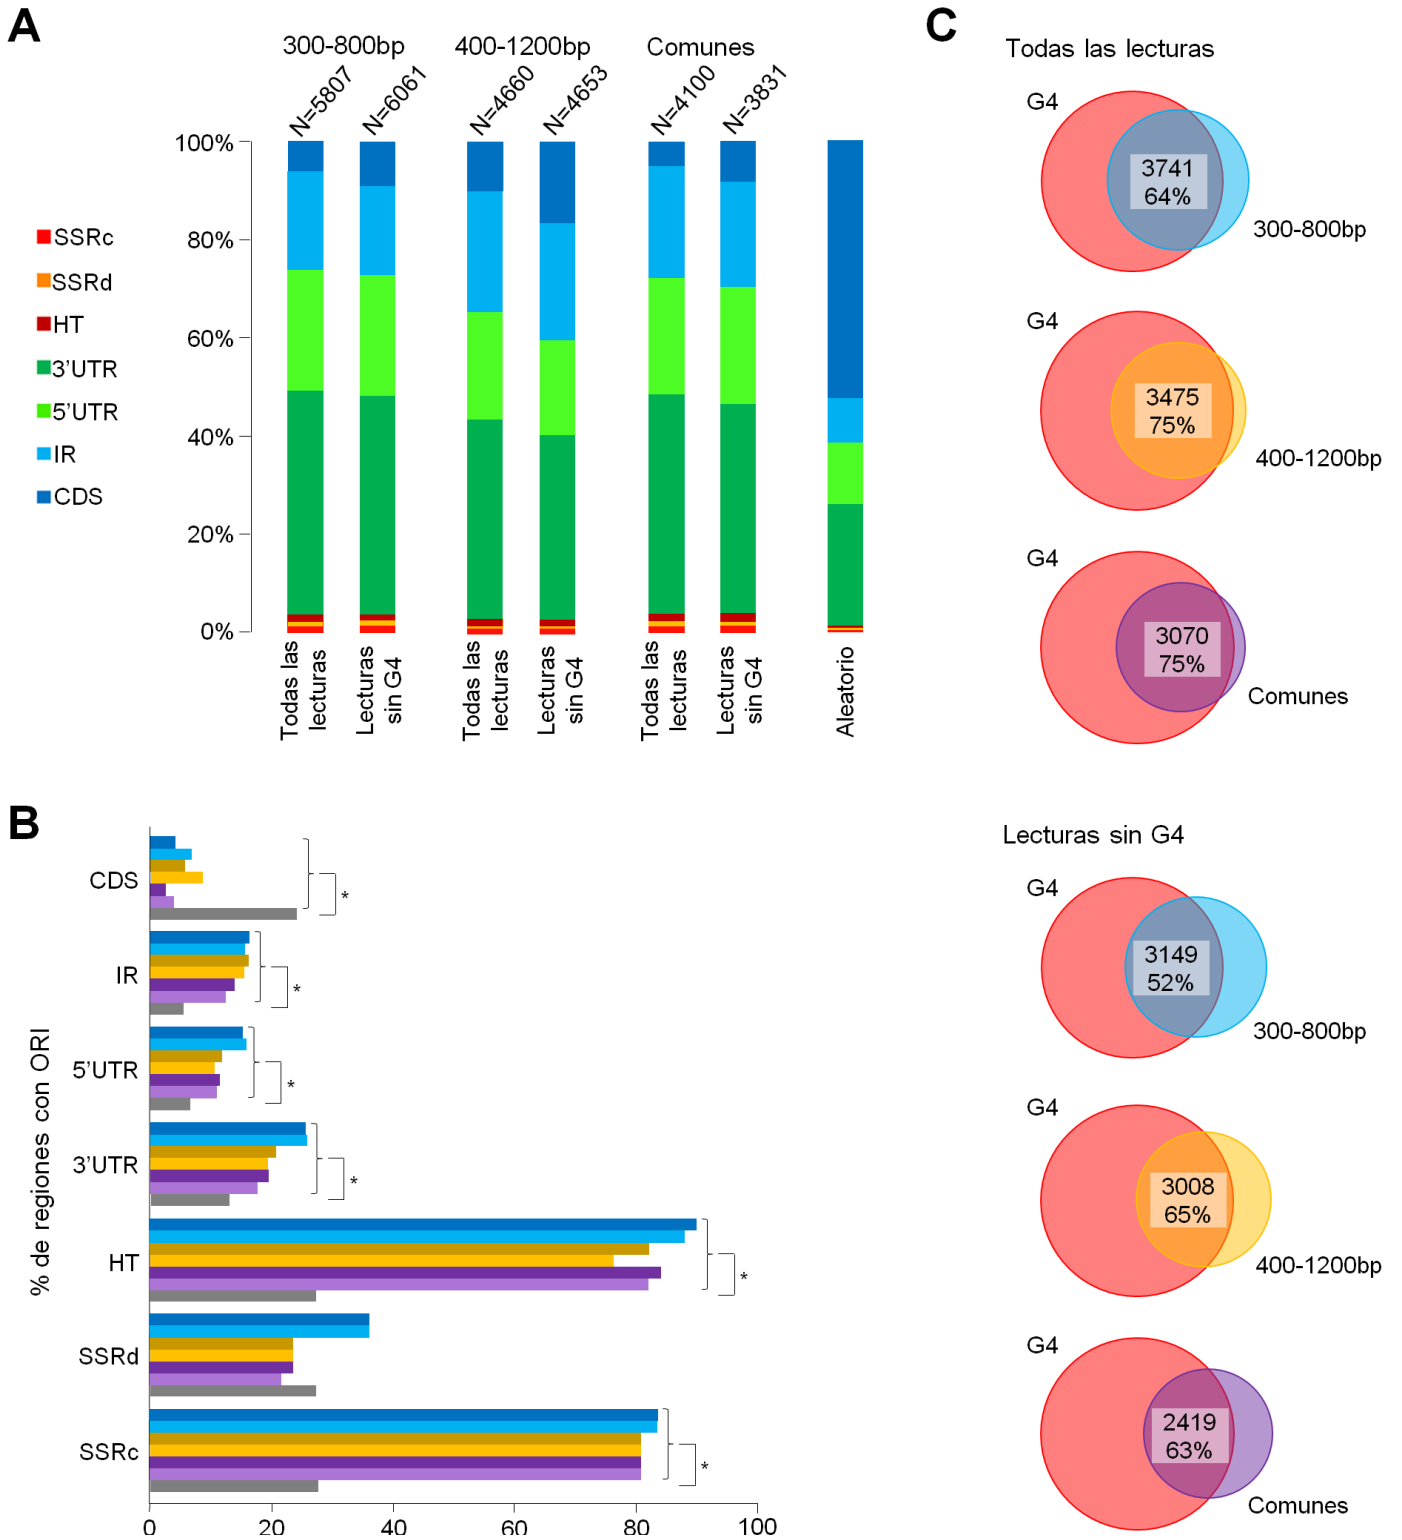 A
300-800bp
400-1200bp
Comunes
N=5807
N=6061
N=4660
N=4653
N=4100
N=3831
100%
80%
60%
40%
20%
0%
SSRc
SSRd
HT
3’UTR
5’UTR
IR
CDS
Todas las
lecturas
Lecturas
sin G4
Todas las
lecturas
Lecturas
sin G4
Todas las
lecturas
Lecturas
sin G4
Aleatorio
B
% de regiones con ORI
CDS
*
IR
*
5’UTR
*
3’UTR
*
HT
*
SSRd
SSRc
*
0
20
40
60
80
100
C
Todas las lecturas
G4
3741
64%
300-800bp
G4
3475
75%
400-1200bp
G4
3070
75%
Comunes
Lecturas sin G4
G4
3149
52%
300-800bp
G4
3008
65%
400-1200bp
G4
2419
63%
Comunes